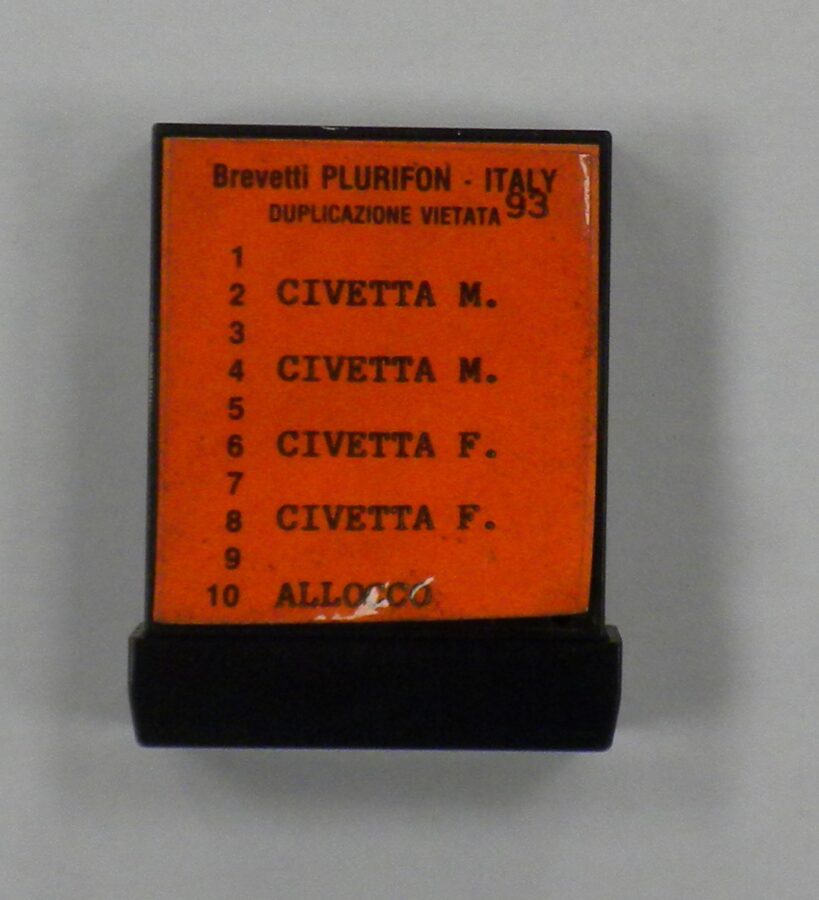 Brevetti PLURIFON - ITALY
DUPLICAZIONE VIETATA 93
1
2 CIVETTA M.
3
4 CIVETTA M.
5
6 CIVETTA F.
7
8 CIVETTA F.
9
10 ALLOCCO